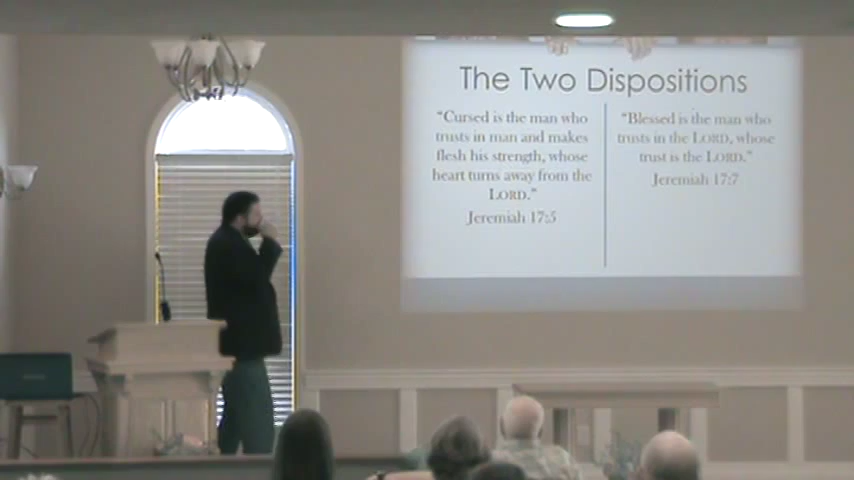 The Two Dispositions
“Cursed is the man who
trusts in man and makes
flesh his strength, whose
heart turns away from the
LORD.”
Jeremiah 17:5
“Blessed is the man who
trusts in the LORD, whose
trust is the LORD.”
Jeremiah 17:7